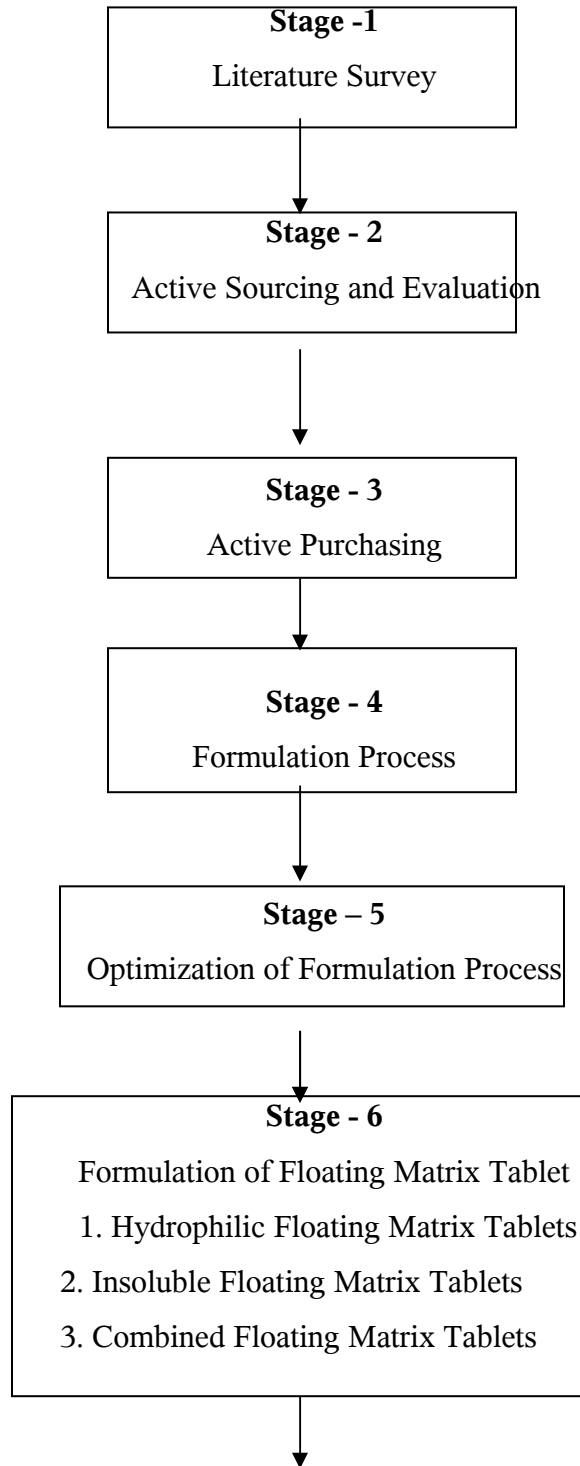 Stage -1
Literature Survey
Stage - 2
Active Sourcing and Evaluation
Stage - 3
Active Purchasing
Stage - 4
Formulation Process
Stage – 5
Optimization of Formulation Process
Stage - 6
Formulation of Floating Matrix Tablet
1. Hydrophilic Floating Matrix Tablets
2. Insoluble Floating Matrix Tablets
3. Combined Floating Matrix Tablets